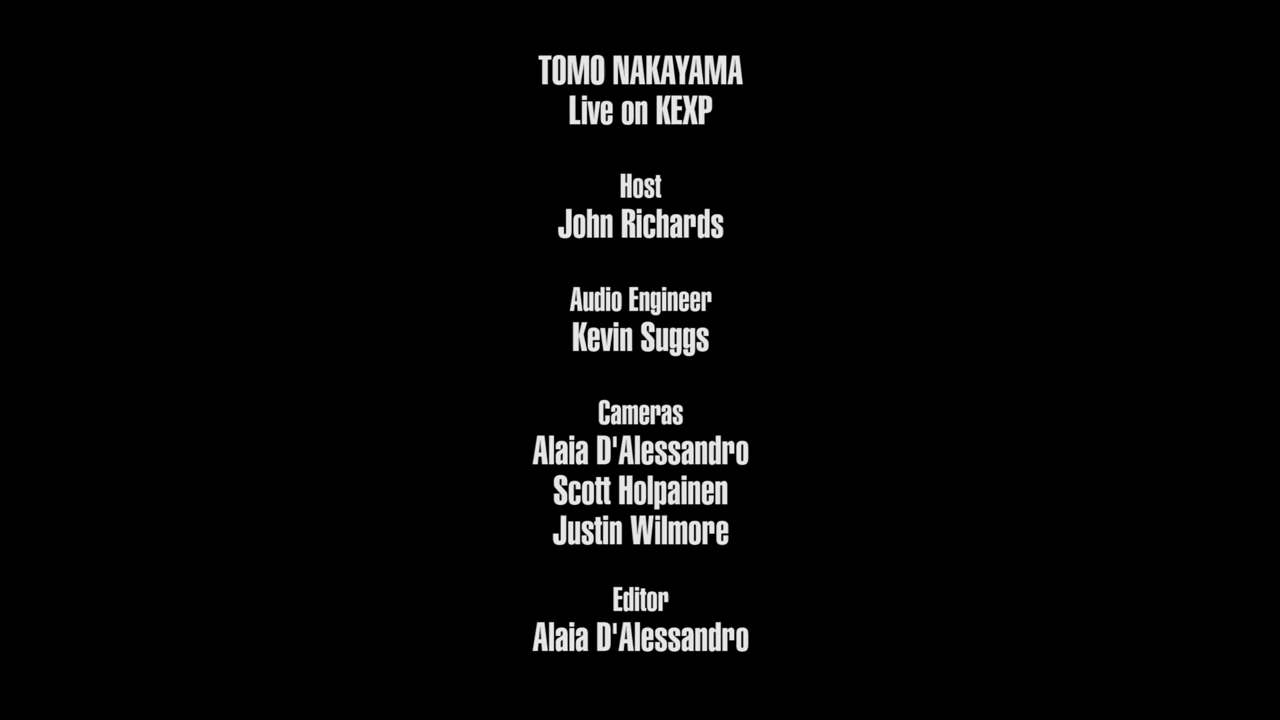 TOMO NAKAYAMA
Live on KEXP
Host
John Richards
Audio Engineer
Kevin Suggs
Cameras
Alaia D'Alessandro
Scott Holpainen
Justin Wilmore
Editor
Alaia D'Alessandro